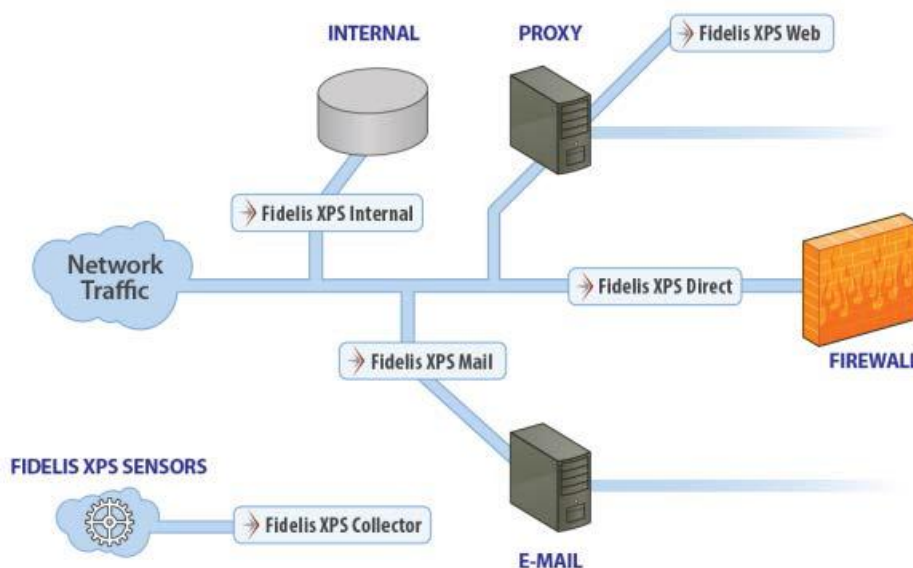 INTERNAL
PROXY
Fidelis XPS Web
Fidelis XPS Internal
Network
Traffic
Fidelis XPS Direct
Fidelis XPS Mail
FIREWALL
FIDELIS XPS SENSORS
Fidelis XPS Collector
E-MAIL